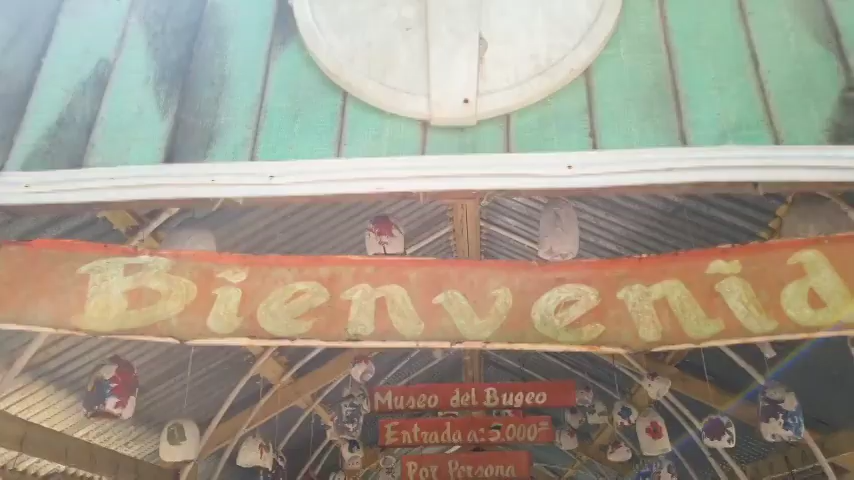 Bienvenid
Museo del Bugeo
Entrada a: 5.000=
Por Persona